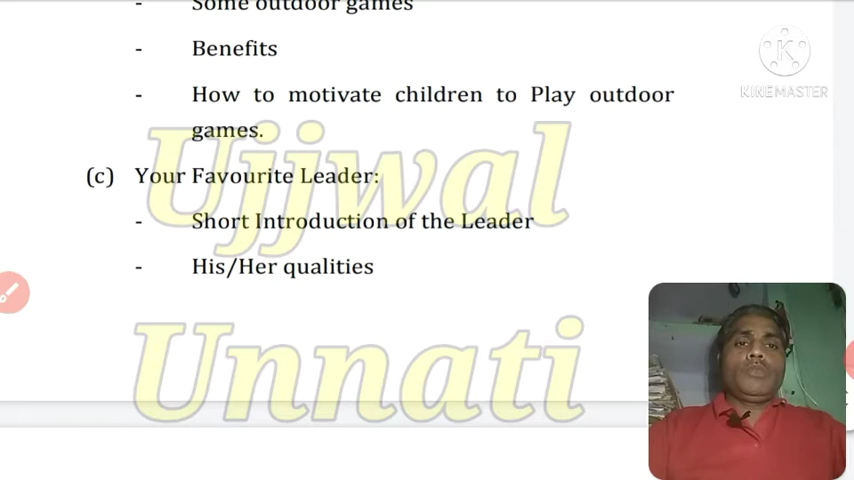 - Some outdoor games
- Benefits
- How to motivate children to Play outdoor
games.
(c) Your Favourite Leader:
- Short Introduction of the Leader
- His/Her qualities
Ujjwal
Unnati
K
KINEMASTER